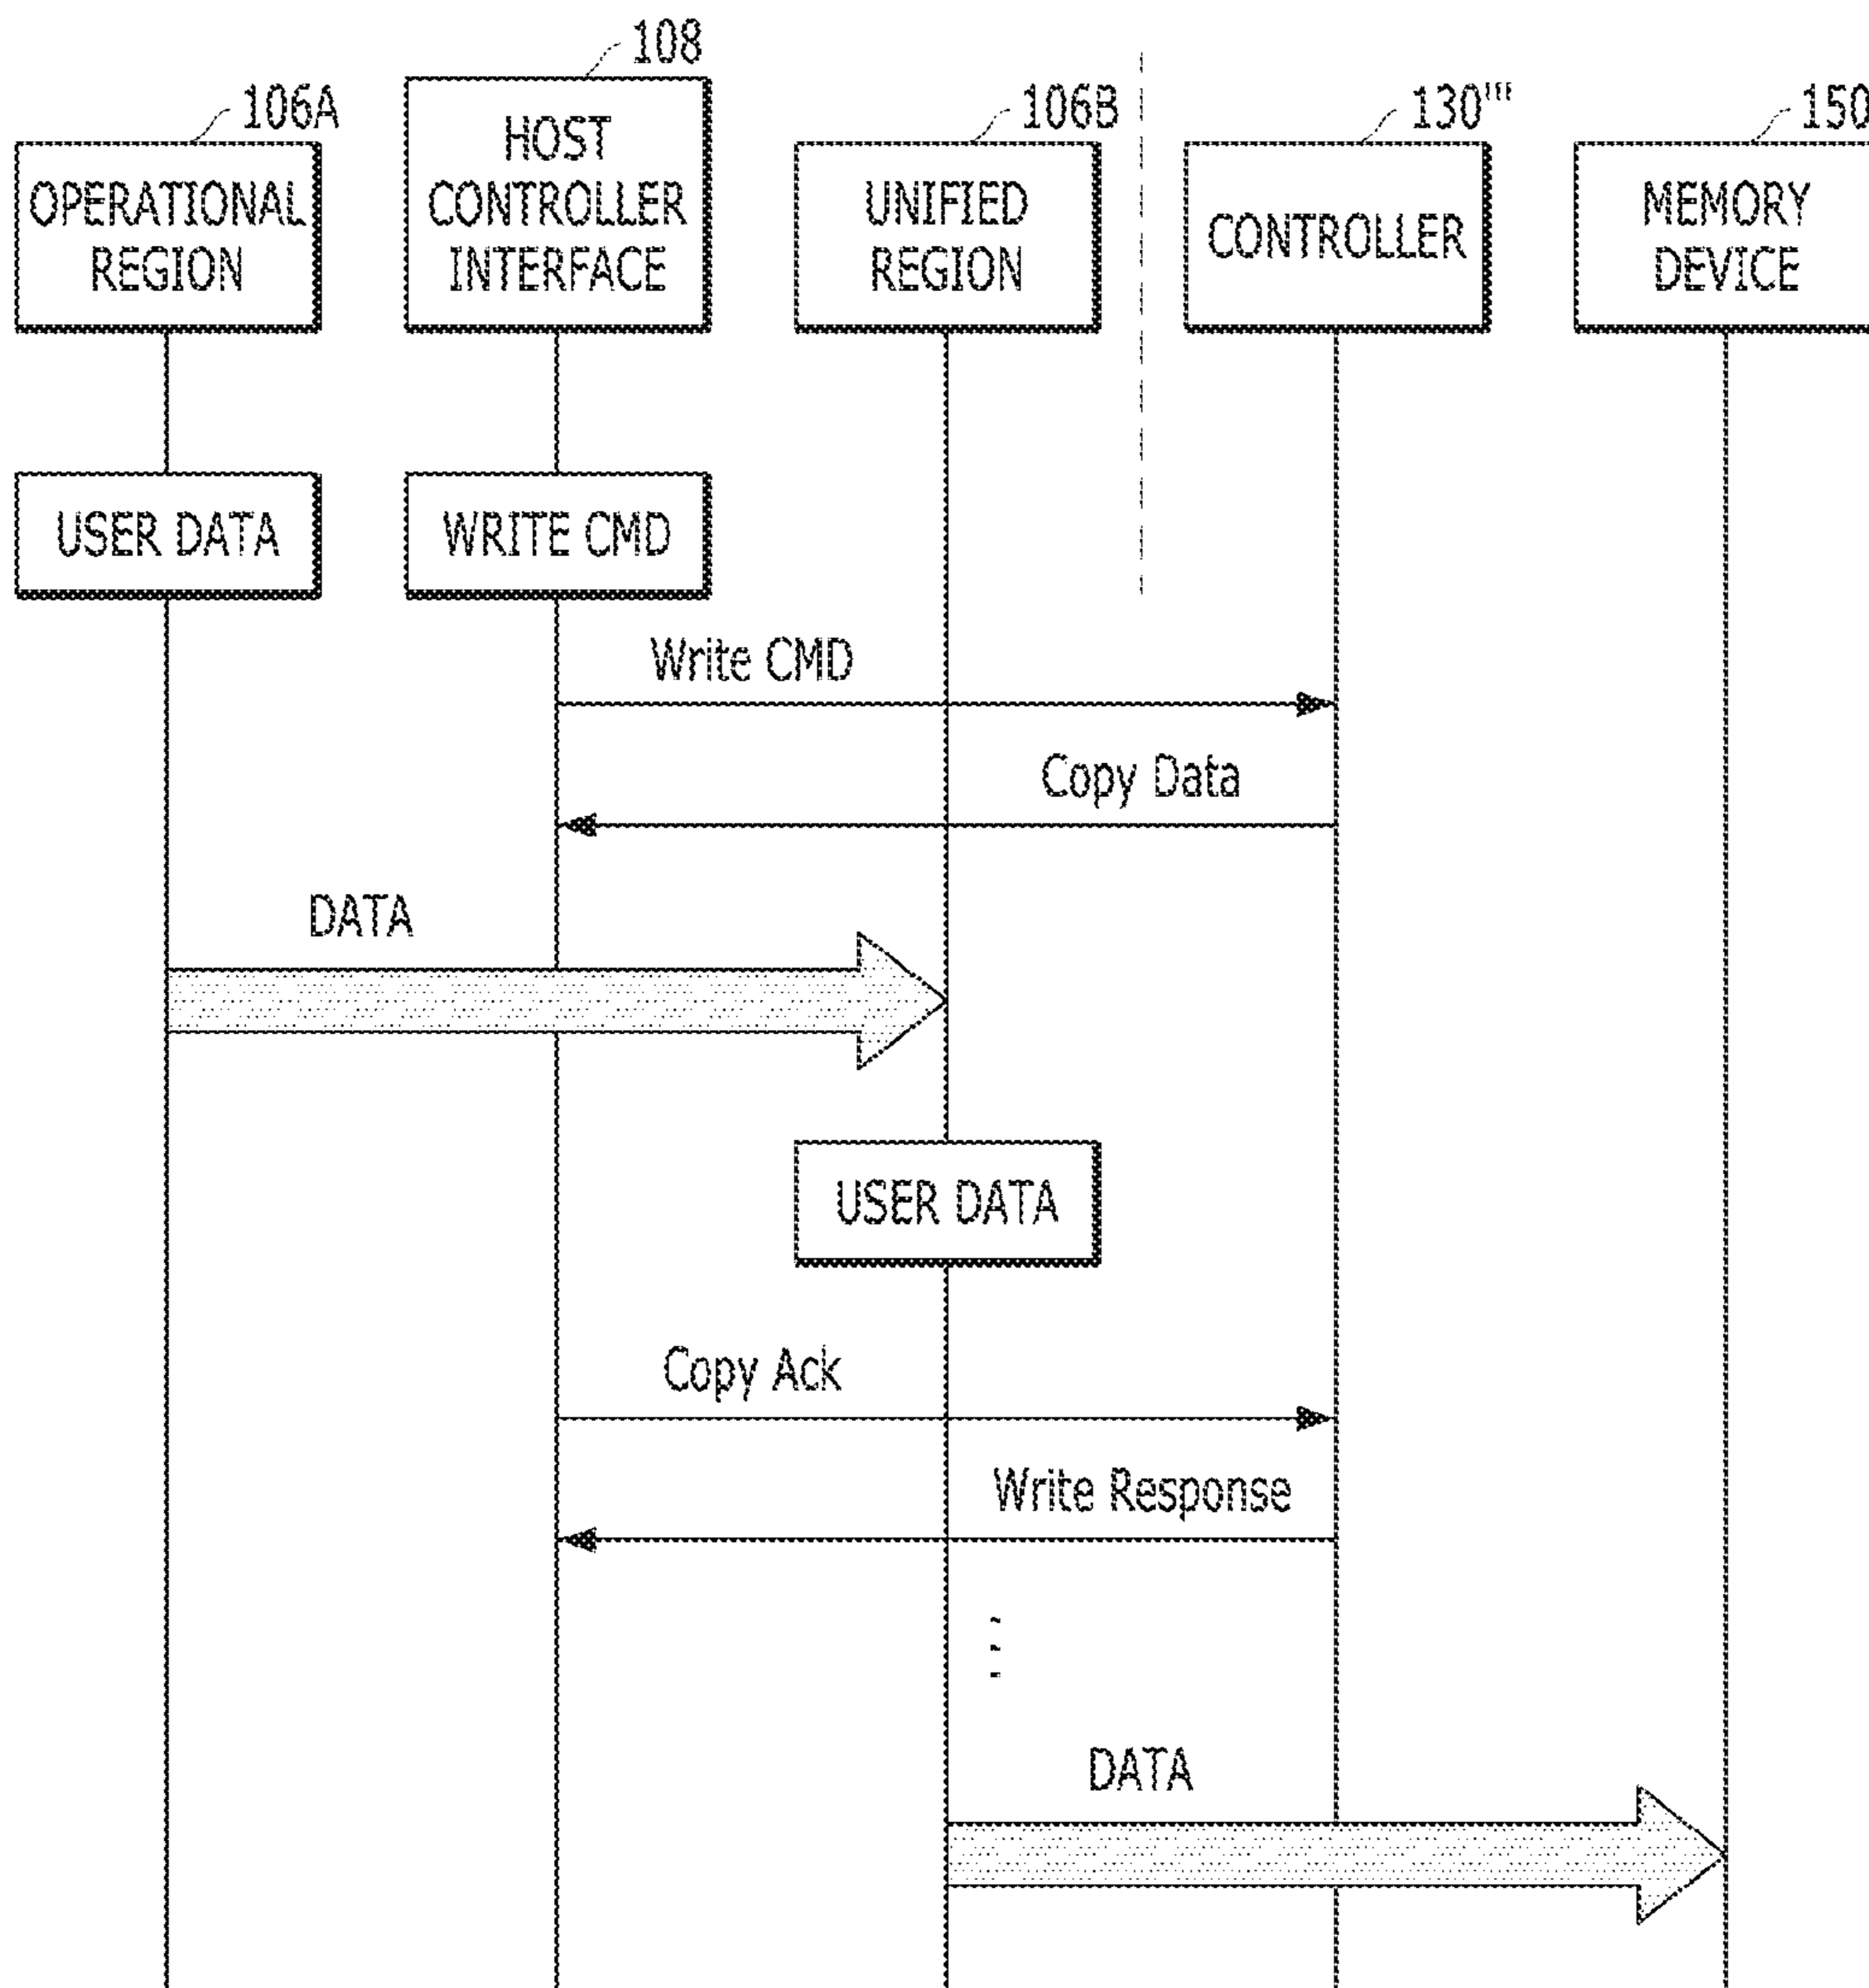 108
106A
106B
130'''
150
OPERATIONAL
REGION
HOST
CONTROLLER
INTERFACE
UNIFIED
REGION
CONTROLLER
MEMORY
DEVICE
USER DATA
WRITE CMD
Write CMD
Copy Data
DATA
USER DATA
Copy Ack
Write Response
DATA